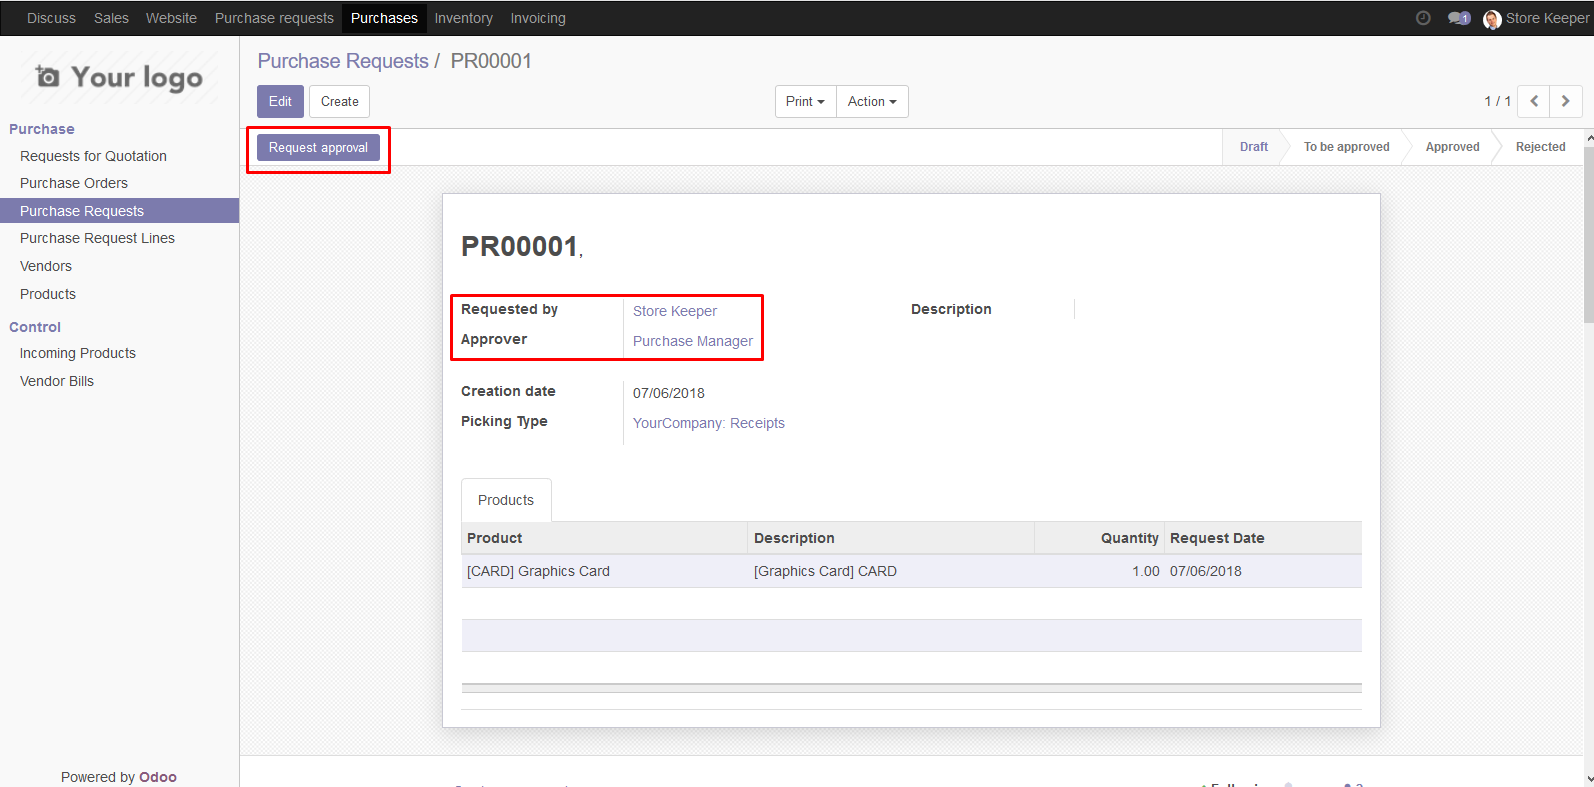 Discuss Sales Website Purchase requests Purchases Inventory Invoicing 1 Store Keeper
Your logo
Purchase
Requests for Quotation
Purchase Orders
Purchase Requests
Purchase Request Lines
Vendors
Products
Control
Incoming Products
Vendor Bills
Powered by Odoo
Purchase Requests / PR00001
Edit Create Print Action 1 / 1
Request approval Draft To be approved Approved Rejected
PR00001,
Requested by Store Keeper Description
Approver Purchase Manager
Creation date 07/06/2018
Picking Type YourCompany: Receipts
Products
Product Description Quantity Request Date
[CARD] Graphics Card [Graphics Card] CARD 1.00 07/06/2018